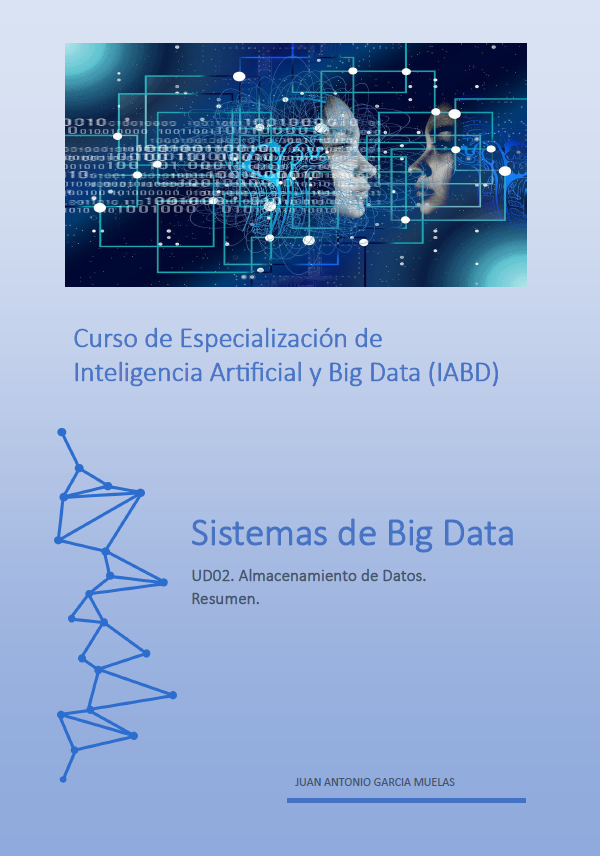 Curso de Especialización de
Inteligencia Artificial y Big Data (IABD)
Sistemas de Big Data
UD02. Almacenamiento de Datos.
Resumen.
JUAN ANTONIO GARCIA MUELAS